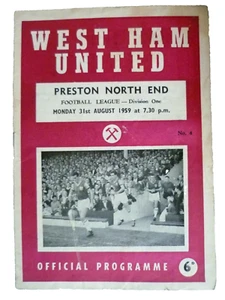 WEST HAM
UNITED
PRESTON NORTH END
FOOTBALL LEAGUE — Division One
MONDAY 31st AUGUST 1959 at 7.30 p.m.
No. 4
OFFICIAL PROGRAMME
6D